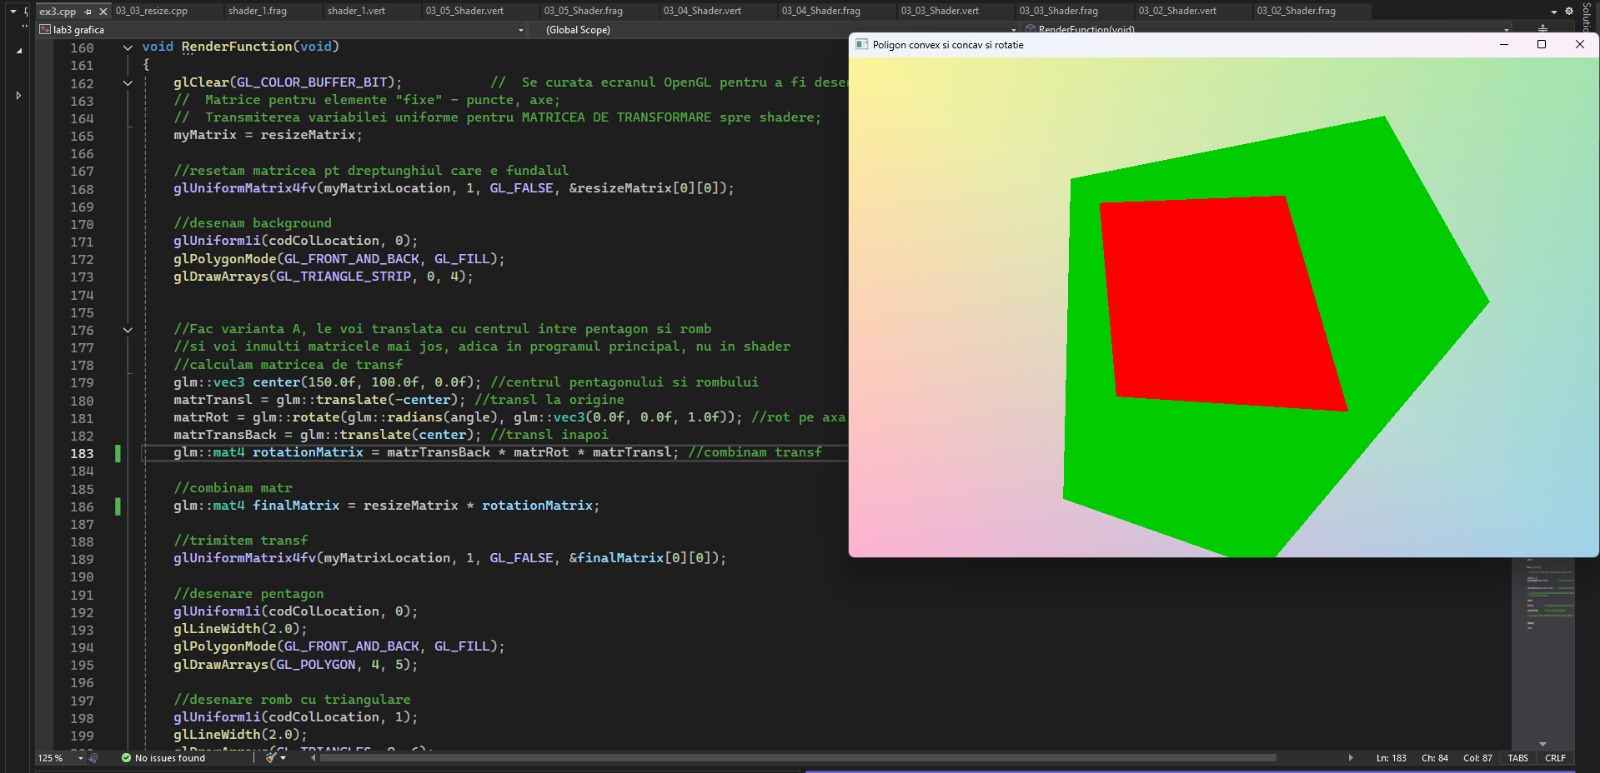 ex3.cpp
03_03_resize.cpp
shader_1.frag
shader_1.vert
03_05_Shader.vert
03_05_Shader.frag
03_04_Shader.vert
03_04_Shader.frag
03_03_Shader.vert
03_03_Shader.frag
03_02_Shader.vert
03_02_Shader.frag
lab3 grafica
(Global Scope)
RenderFunction(void)
Poligon convex si concav si rotatie
160 void RenderFunction(void)
161 {
162 glClear(GL_COLOR_BUFFER_BIT); // Se curata ecranul OpenGL pentru a fi
163 // Matrice pentru elemente "fixe" - puncte, axe;
164 // Transmiterea variabilei uniforme pentru MATRICEA DE TRANSFORMARE spre shadere;
165 myMatrix = resizeMatrix;
166
167 //resetam matricea pt dreptunghiul care e fundalul
168 glUniformMatrix4fv(myMatrixLocation, 1, GL_FALSE, &resizeMatrix[0][0]);
169
170 //desenam background
171 glUniform1i(codColLocation, 0);
172 glPolygonMode(GL_FRONT_AND_BACK, GL_FILL);
173 glDrawArrays(GL_TRIANGLE_STRIP, 0, 4);
174
175
176 //Fac varianta A, le voi translata cu centrul intre pentagon si romb
177 //si voi inmulti matricele mai jos, adica in programul principal, nu in shader
178 //calculam matricea de transf
179 glm::vec3 center(150.0f, 100.0f, 0.0f); //centrul pentagonului si rombului
180 matrTransl = glm::translate(-center); //transl la origine
181 matrRot = glm::rotate(glm::radians(angle), glm::vec3(0.0f, 0.0f, 1.0f)); //rot pe axa
182 matrTransBack = glm::translate(center); //transl inapoi
183 glm::mat4 rotationMatrix = matrTransBack * matrRot * matrTransl; //combinam transf
184
185 //combinam matr
186 glm::mat4 finalMatrix = resizeMatrix * rotationMatrix;
187
188 //trimitem transf
189 glUniformMatrix4fv(myMatrixLocation, 1, GL_FALSE, &finalMatrix[0][0]);
190
191 //desenare pentagon
192 glUniform1i(codColLocation, 0);
193 glLineWidth(2.0);
194 glPolygonMode(GL_FRONT_AND_BACK, GL_FILL);
195 glDrawArrays(GL_POLYGON, 4, 5);
196
197 //desenare romb cu triangulare
198 glUniform1i(codColLocation, 1);
199 glLineWidth(2.0);
125 %
No issues found
Ln: 183 Ch: 84 Col: 87 TABS CRLF